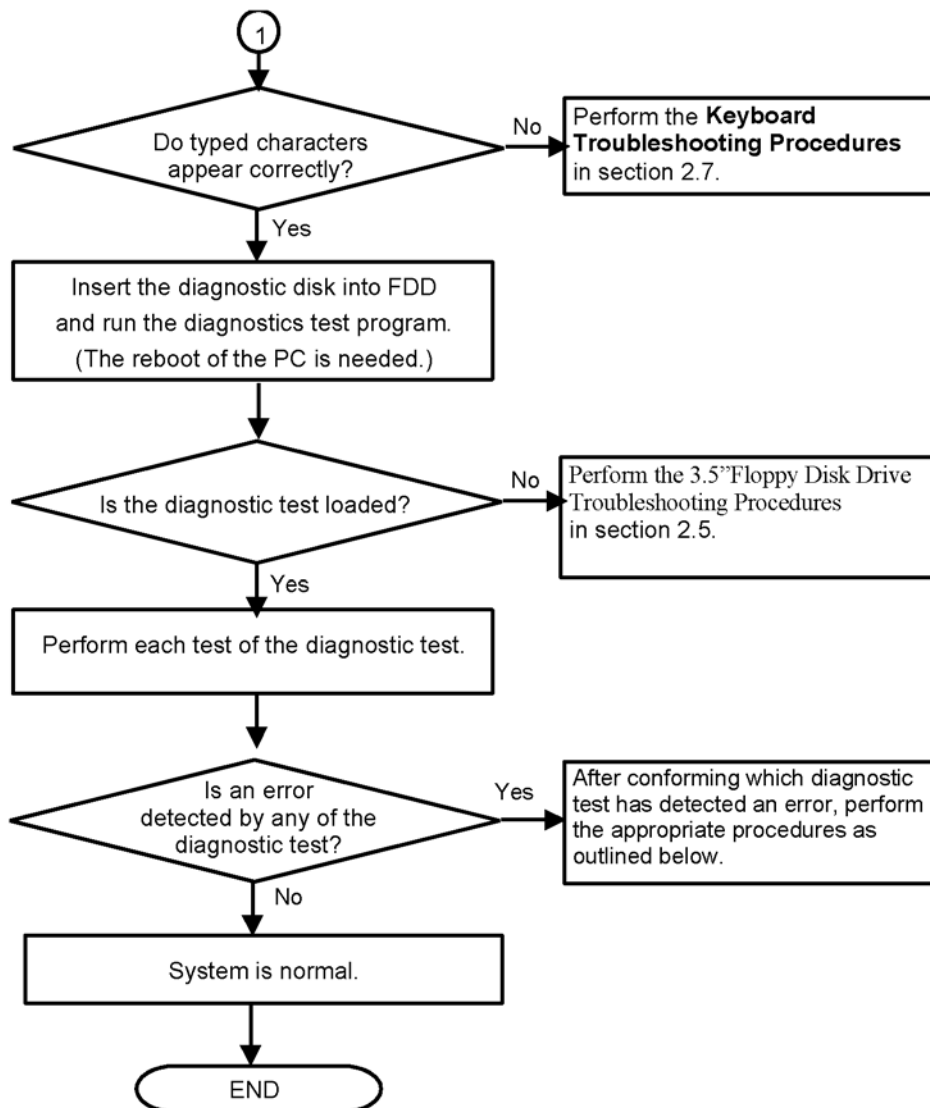 1
Do typed characters
appear correctly?
No
Perform the Keyboard
Troubleshooting Procedures
in section 2.7.
Yes
Insert the diagnostic disk into FDD
and run the diagnostics test program.
(The reboot of the PC is needed.)
Is the diagnostic test loaded?
No
Perform the 3.5”Floppy Disk Drive
Troubleshooting Procedures
in section 2.5.
Yes
Perform each test of the diagnostic test.
Is an error
detected by any of the
diagnostic test?
Yes
After conforming which diagnostic
test has detected an error, perform
the appropriate procedures as
outlined below.
No
System is normal.
END